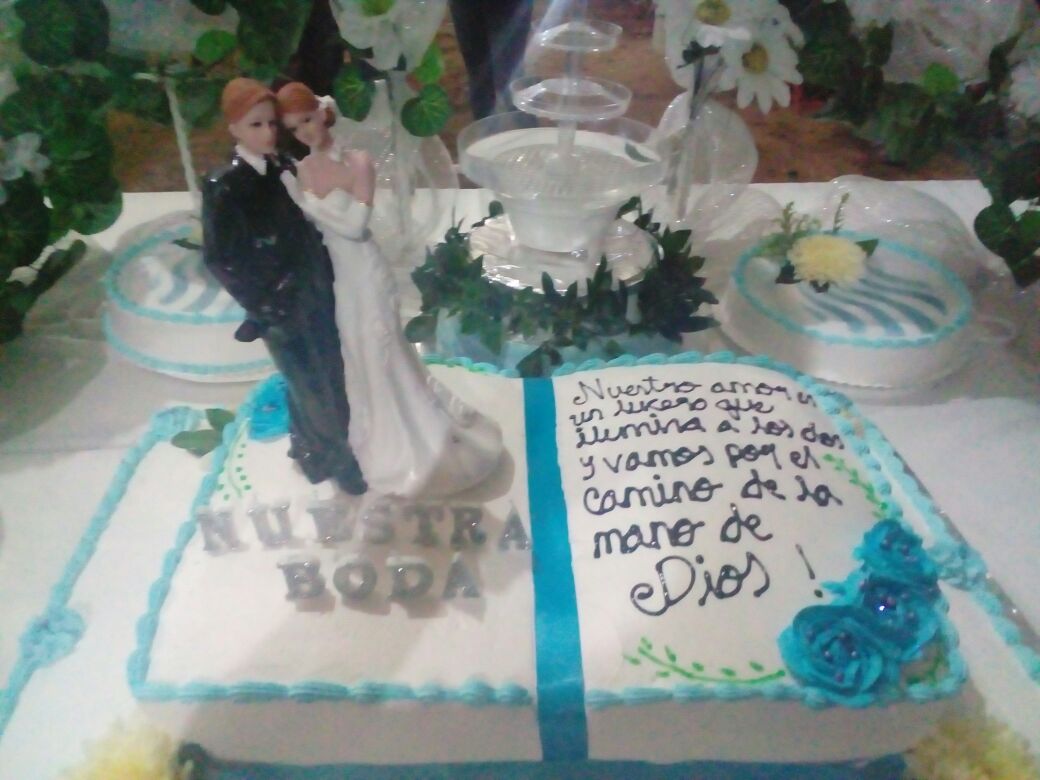 NUESTRA
BODA
Nuestro amor es
un lucero que
ilumina a los dos
y vamos por el
camino de la
mano de
Dios!